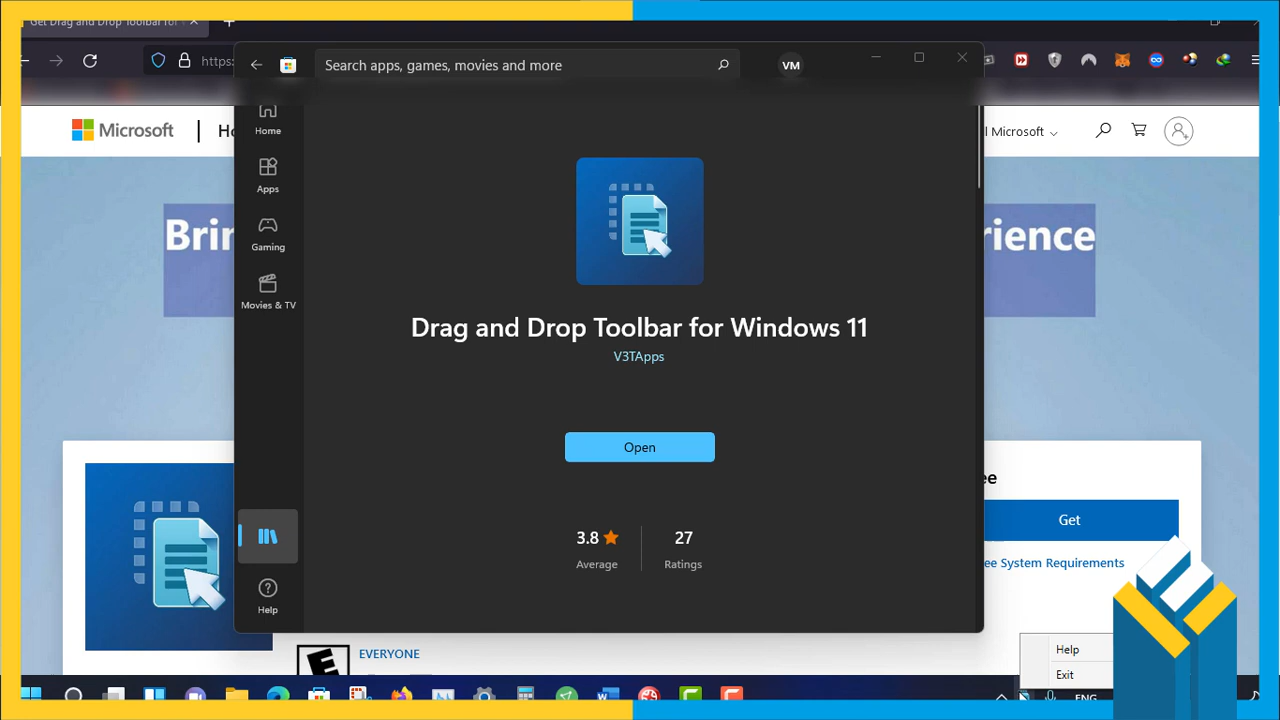 Get Drag and Drop Toolbar for
https:
Search apps, games, movies and more
VM
Microsoft
Ho
l Microsoft
Home
Apps
Gaming
Movies & TV
Brin
rience
Drag and Drop Toolbar for Windows 11
V3TApps
Open
3.8
27
Average
Ratings
Help
ee
Get
ee System Requirements
E
EVERYONE
Help
Exit
ENG